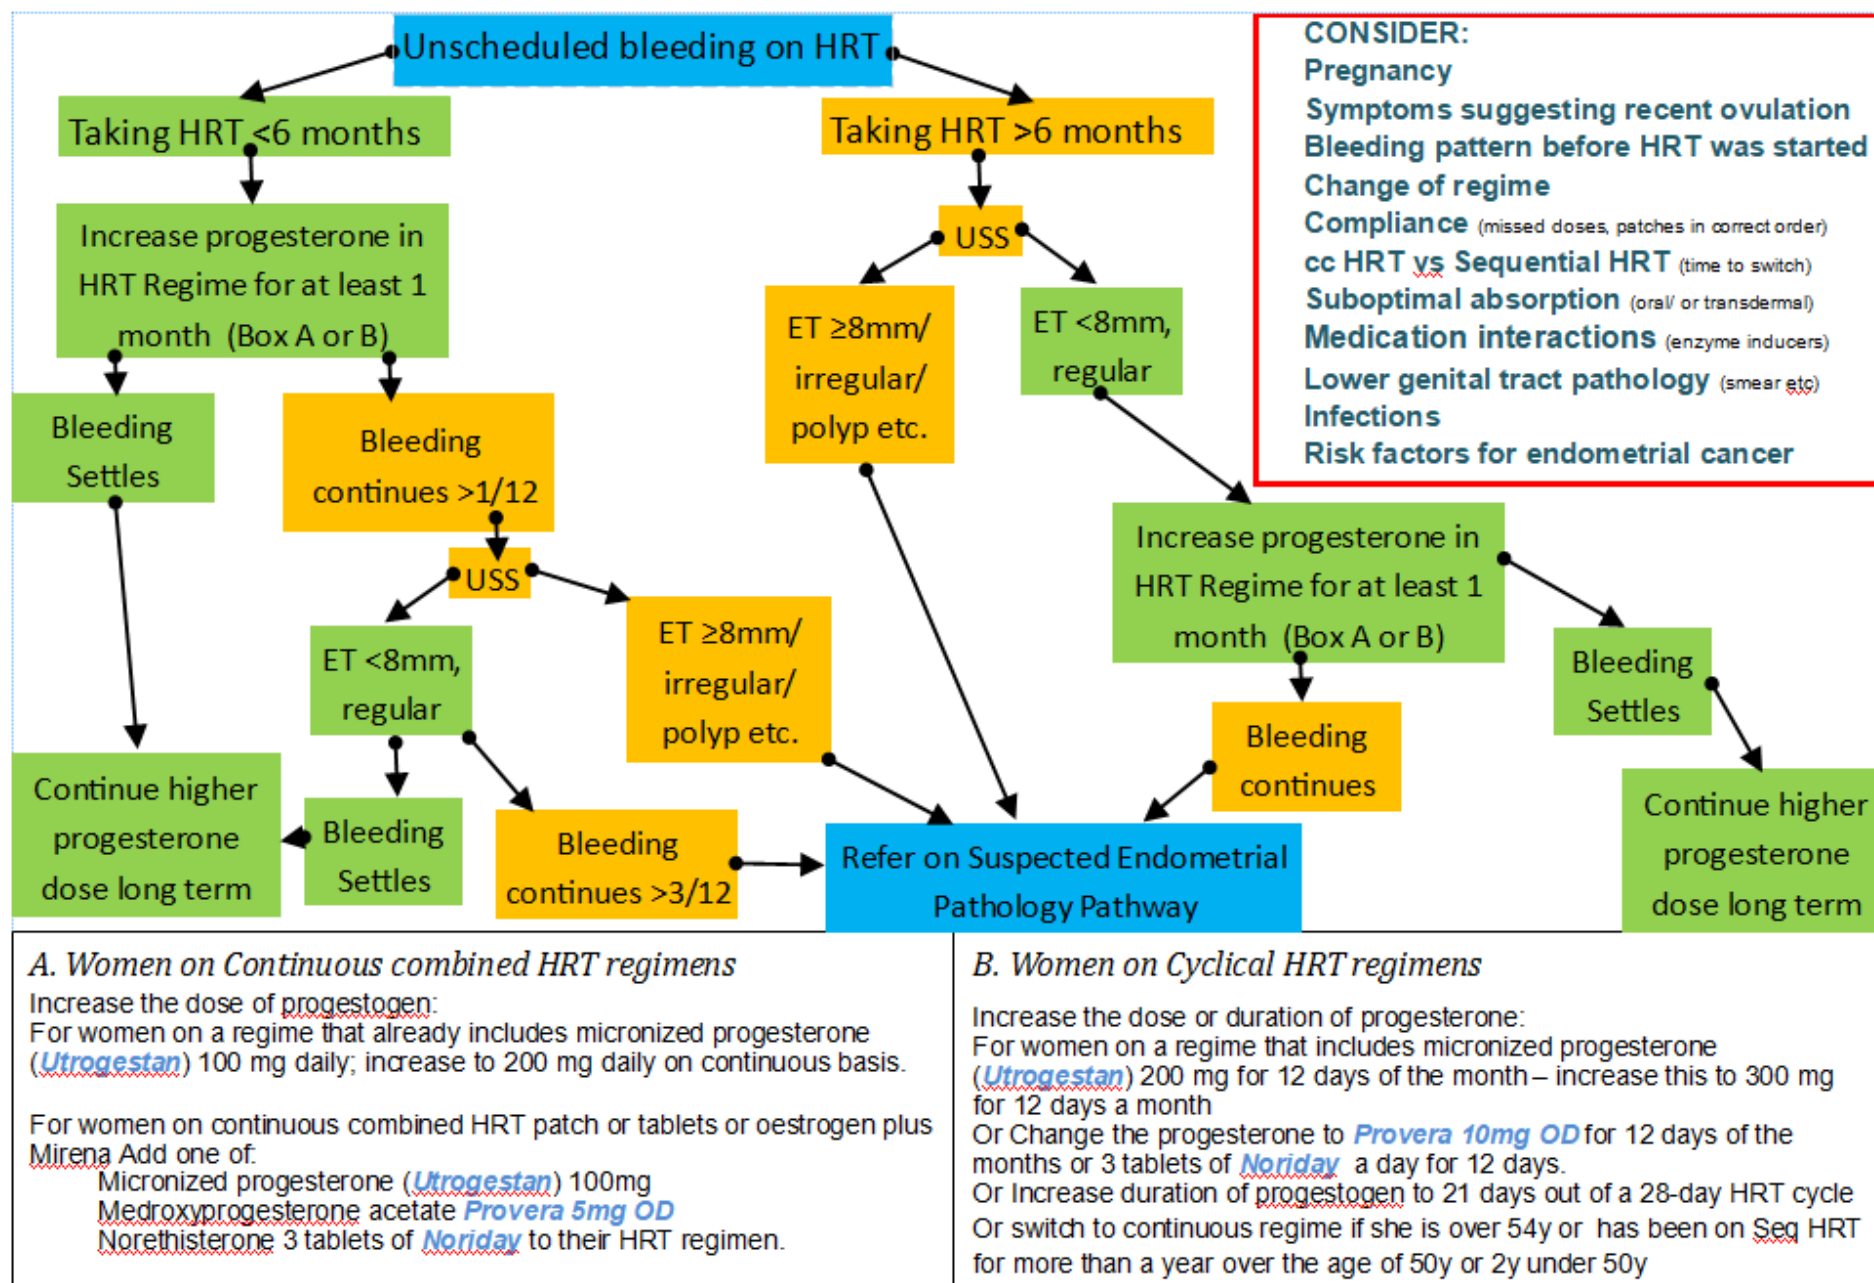 Unscheduled bleeding on HRT
Taking HRT <6 months
Taking HRT >6 months
CONSIDER:
Pregnancy
Symptoms suggesting recent ovulation
Bleeding pattern before HRT was started
Change of regime
Compliance (missed doses, patches in correct order)
cc HRT vs Sequential HRT (time to switch)
Suboptimal absorption (oral/ or transdermal)
Medication interactions (enzyme inducers)
Lower genital tract pathology (smear etc)
Infections
Risk factors for endometrial cancer
Increase progesterone in
HRT Regime for at least 1
month (Box A or B)
USS
ET ≥8mm/
irregular/
polyp etc.
ET <8mm,
regular
Bleeding
Settles
Bleeding
continues >1/12
USS
ET <8mm,
regular
ET ≥8mm/
irregular/
polyp etc.
Increase progesterone in
HRT Regime for at least 1
month (Box A or B)
Bleeding
Settles
Bleeding
continues
Continue higher
progesterone
dose long term
Bleeding
Settles
Bleeding
continues >3/12
Refer on Suspected Endometrial
Pathology Pathway
Continue higher
progesterone
dose long term
A. Women on Continuous combined HRT regimens
Increase the dose of progestogen:
For women on a regime that already includes micronized progesterone
(Utrogestan) 100 mg daily; increase to 200 mg daily on continuous basis.
For women on continuous combined HRT patch or tablets or oestrogen plus
Mirena Add one of:
Micronized progesterone (Utrogestan) 100mg
Medroxyprogesterone acetate Provera 5mg OD
Norethisterone 3 tablets of Noriday to their HRT regimen.
B. Women on Cyclical HRT regimens
Increase the dose or duration of progesterone:
For women on a regime that includes micronized progesterone
(Utrogestan) 200 mg for 12 days of the month – increase this to 300 mg
for 12 days a month
Or Change the progesterone to Provera 10mg OD for 12 days of the
months or 3 tablets of Noriday a day for 12 days.
Or Increase duration of progestogen to 21 days out of a 28-day HRT cycle
Or switch to continuous regime if she is over 54y or has been on Seq HRT
for more than a year over the age of 50y or 2y under 50y